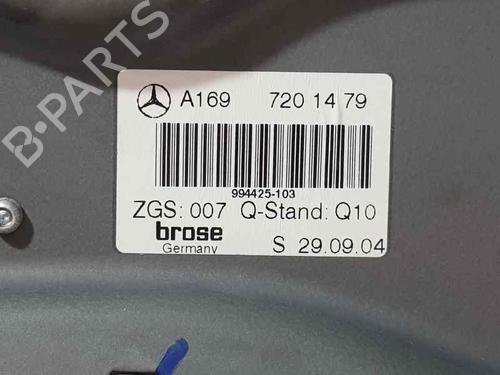 A169 720 14 79
994425-103
ZGS: 007 Q-Stand: Q10
brose
Germany S 29.09.04
B-PARTS